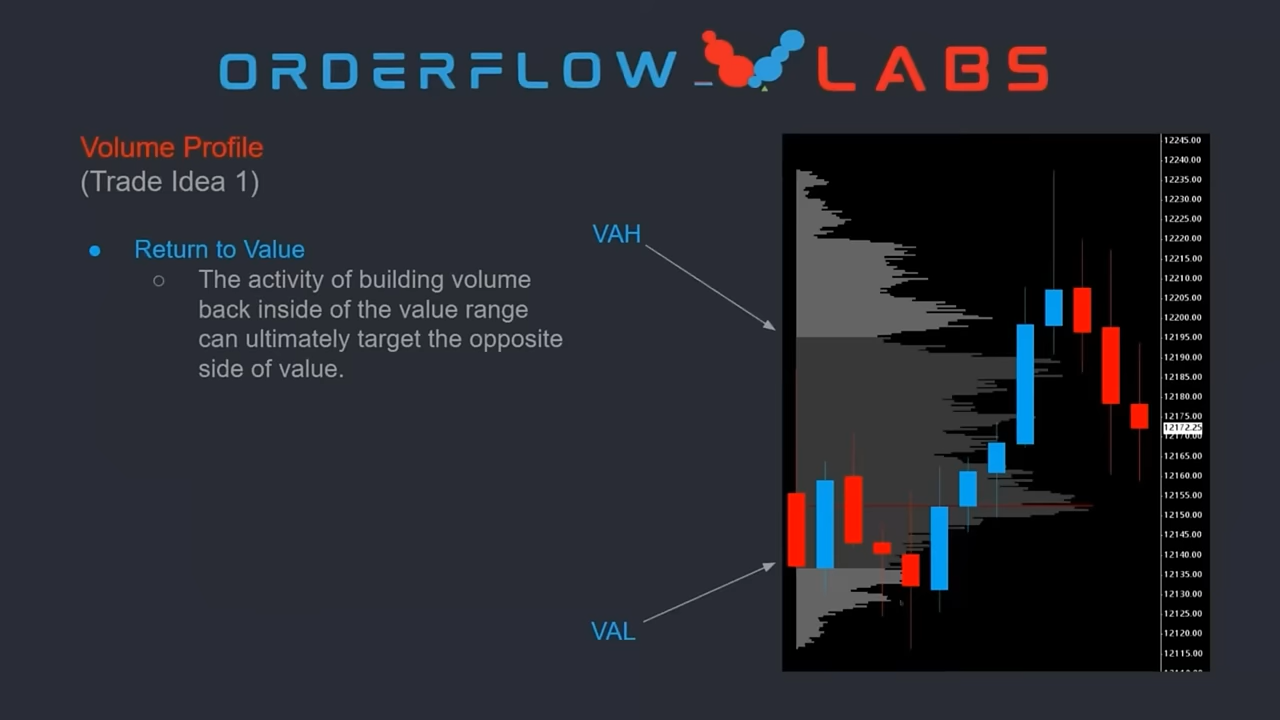 ORDERFLOW LABS
Volume Profile
(Trade Idea 1)
● Return to Value
○ The activity of building volume
back inside of the value range
can ultimately target the opposite
side of value.
VAH
VAL
12245.00
12240.00
12235.00
12230.00
12225.00
12220.00
12215.00
12210.00
12205.00
12200.00
12195.00
12190.00
12185.00
12180.00
12175.00
12172.25
12170.00
12165.00
12160.00
12155.00
12150.00
12145.00
12140.00
12135.00
12130.00
12125.00
12120.00
12115.00